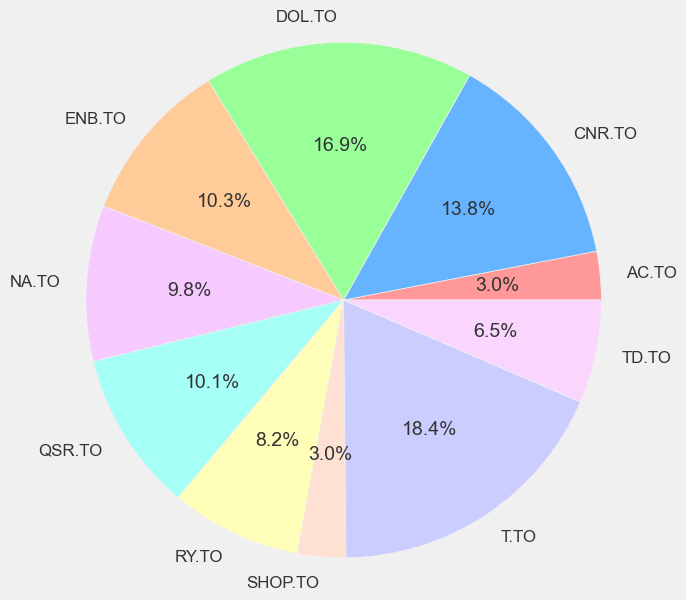 DOL.TO
ENB.TO
CNR.TO
16.9%
10.3%
13.8%
AC.TO
NA.TO
3.0%
9.8%
6.5%
TD.TO
10.1%
18.4%
8.2%
QSR.TO
3.0%
T.TO
RY.TO
SHOP.TO